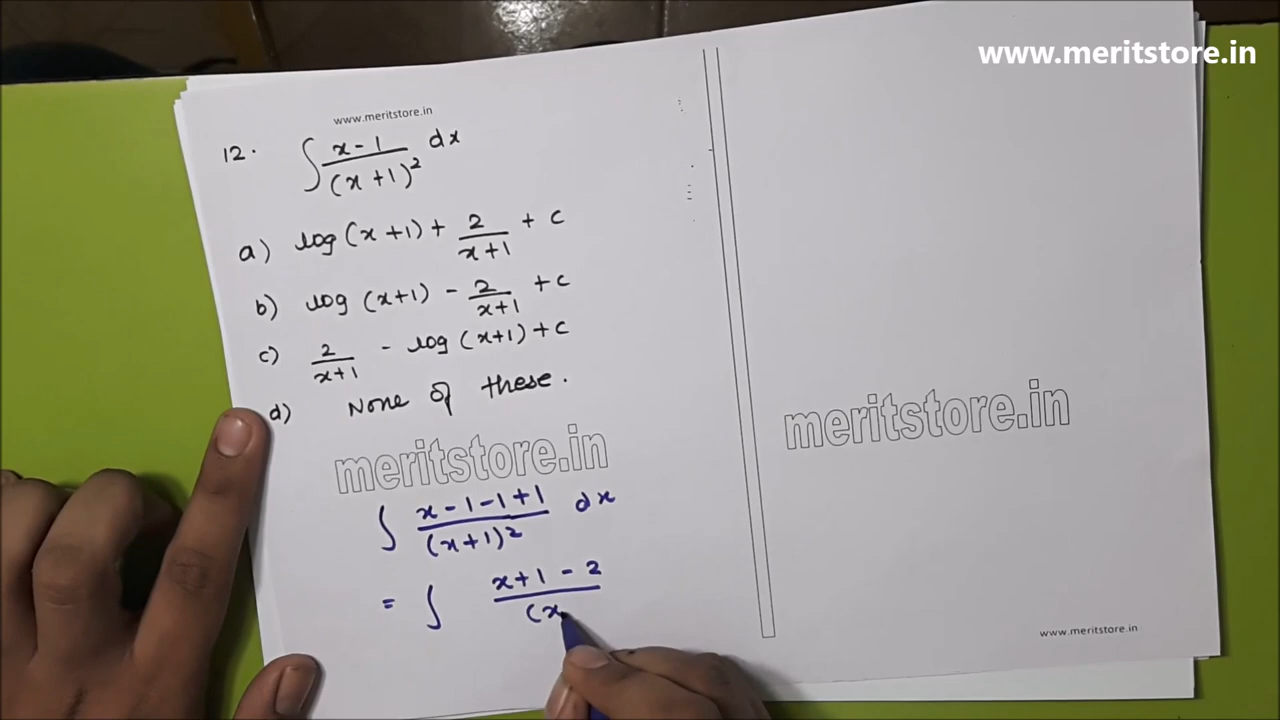 www.meritstore.in
www.meritstore.in
12. ∫ x-1 / (x+1)² dx
a) log(x+1) + 2/(x+1) + c
b) log(x+1) - 2/(x+1) + c
c) 2/(x+1) - log(x+1) + c
d) None of these.
meritstore.in
∫ x-1-1+1 / (x+1)² dx
= ∫ x+1-2 / (x
meritstore.in
www.meritstore.in